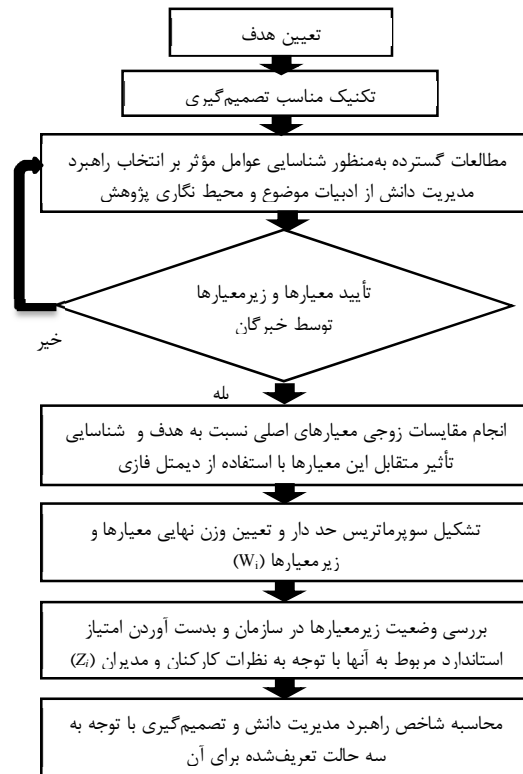 تعیین هدف
تکنیک مناسب تصمیم‌گیری
مطالعات گسترده به‌منظور شناسایی عوامل مؤثر بر انتخاب راهبرد
مدیریت دانش از ادبیات موضوع و محیط نگاری پژوهش
تأیید معیارها و زیرمعیارها
توسط خبرگان
خیر
بله
انجام مقایسات زوجی معیارهای اصلی نسبت به هدف و شناسایی
تأثیر متقابل این معیارها با استفاده از دیمتل فازی
تشکیل سوپرماتریس حد دار و تعیین وزن نهایی معیارها و
زیرمعیارها (Wi)
بررسی وضعیت زیرمعیارها در سازمان و بدست آوردن امتیاز
استاندارد مربوط به آنها با توجه به نظرات کارکنان و مدیران (Zi)
محاسبه شاخص راهبرد مدیریت دانش و تصمیم‌گیری با توجه به
سه حالت تعریف‌شده برای آن